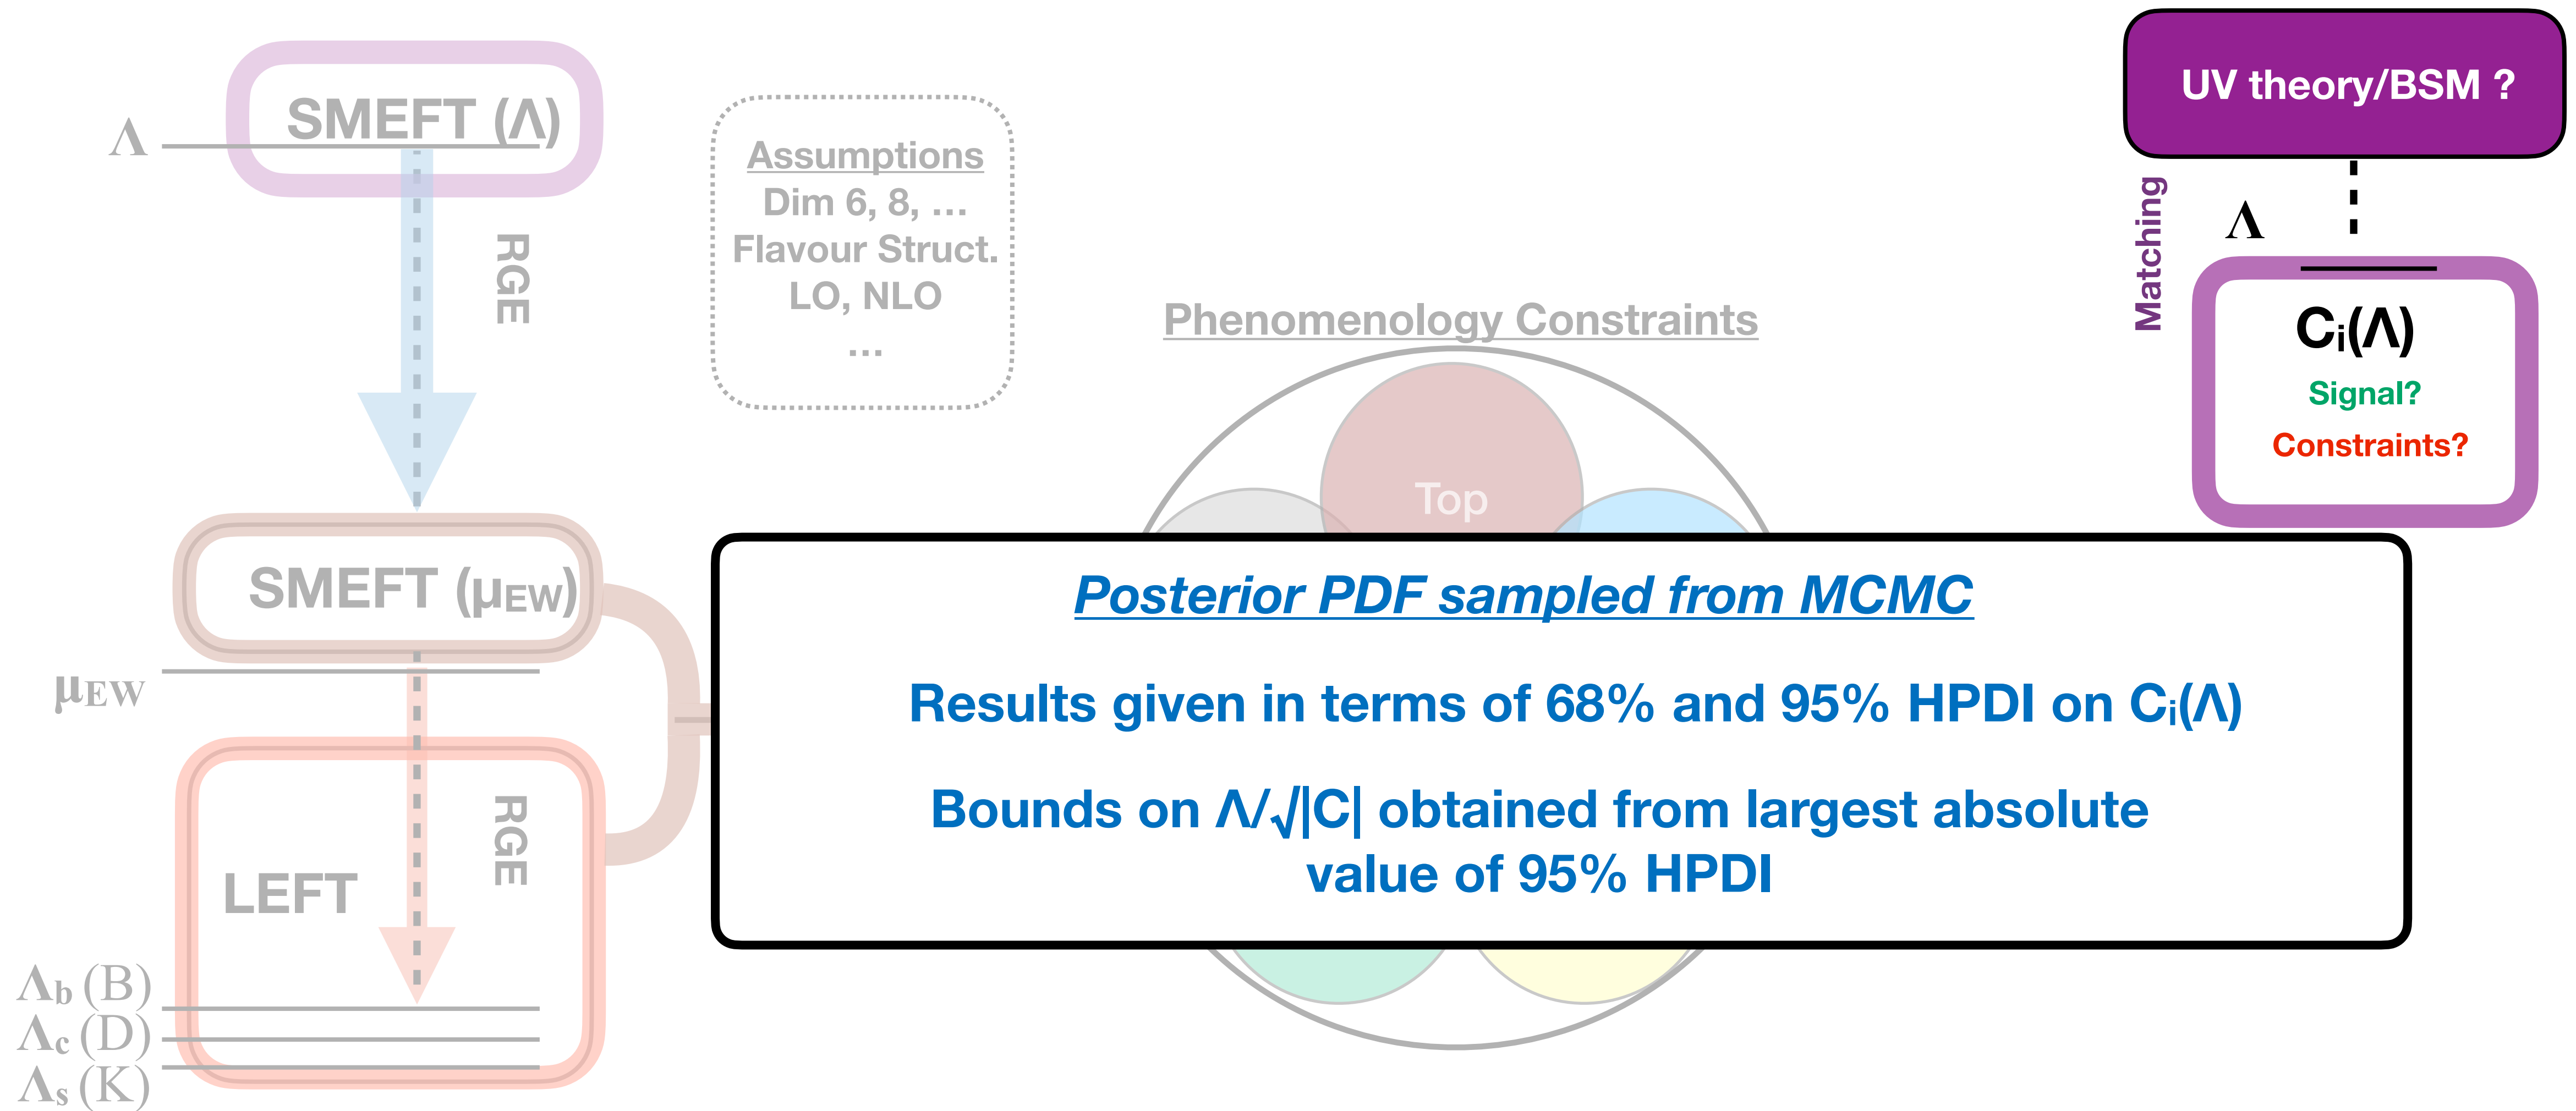 SMEFT (Λ)
Λ
RGE
SMEFT (μEW)
μEW
RGE
LEFT
Λb (B)
Λc (D)
Λs (K)
Assumptions
Dim 6, 8, …
Flavour Struct.
LO, NLO
…
Phenomenology Constraints
Top
UV theory/BSM ?
Matching
Λ
Ci(Λ)
Signal?
Constraints?
Posterior PDF sampled from MCMC
Results given in terms of 68% and 95% HPDI on Ci(Λ)
Bounds on Λ/√|C| obtained from largest absolute
value of 95% HPDI